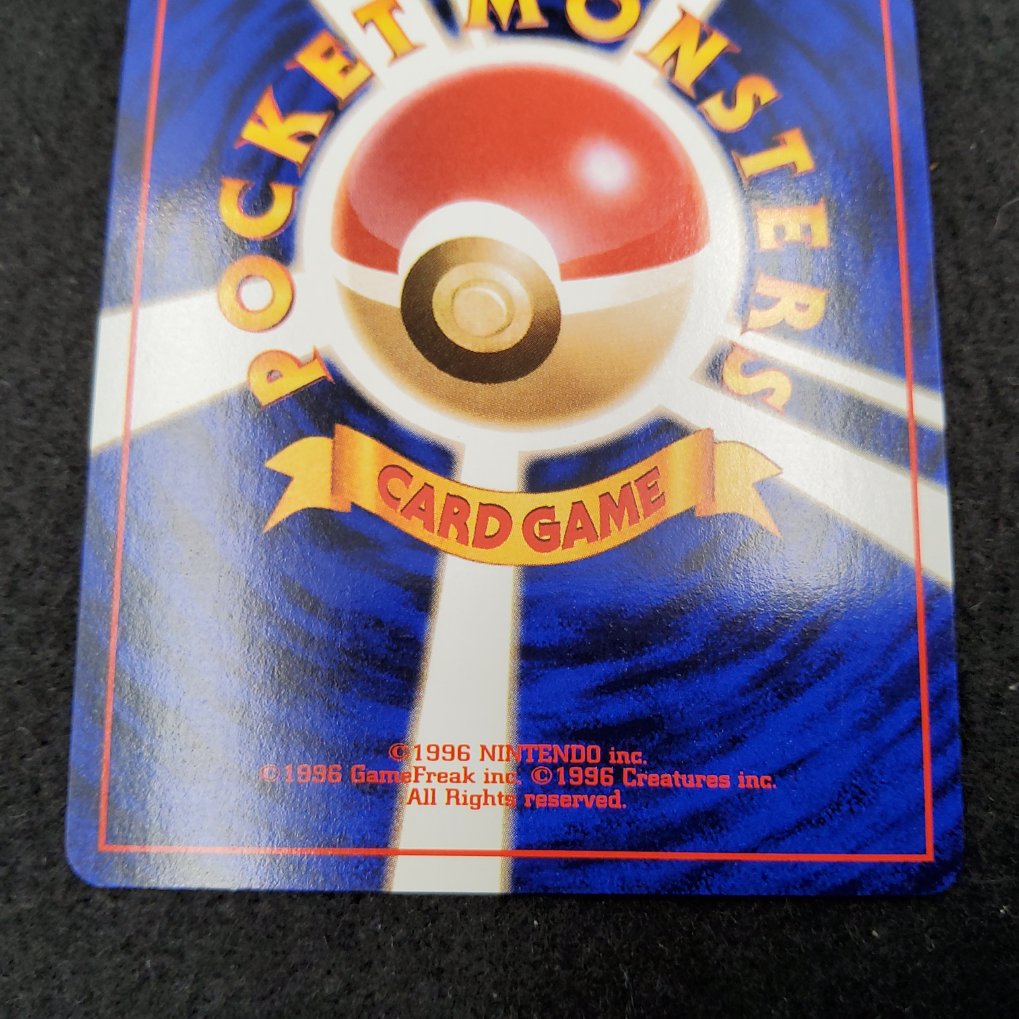 POCKET MONSTERS
CARD GAME
©1996 NINTENDO inc.
©1996 GameFreak inc. ©1996 Creatures inc.
All Rights reserved.